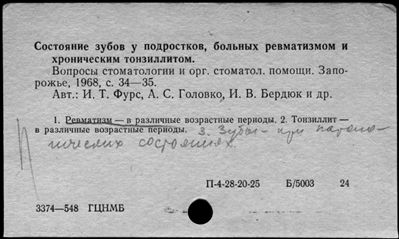 Состояние зубов у подростков, больных ревматизмом и
хроническим тонзиллитом.
Вопросы стоматологии и орг. стоматол. помощи. Запо-
рожье, 1968, с. 34—35.
Авт.: И. Т. Фурс, А. С. Головко, И. В. Бердюк и др.
1. Ревматизм — в различные возрастные периоды. 2. Тонзиллит —
в различные возрастные периоды. 3. Зубы - при патоло-
гических состояниях.
П-4-28-20-25 Б/5003 24
3374—548 ГЦНМБ